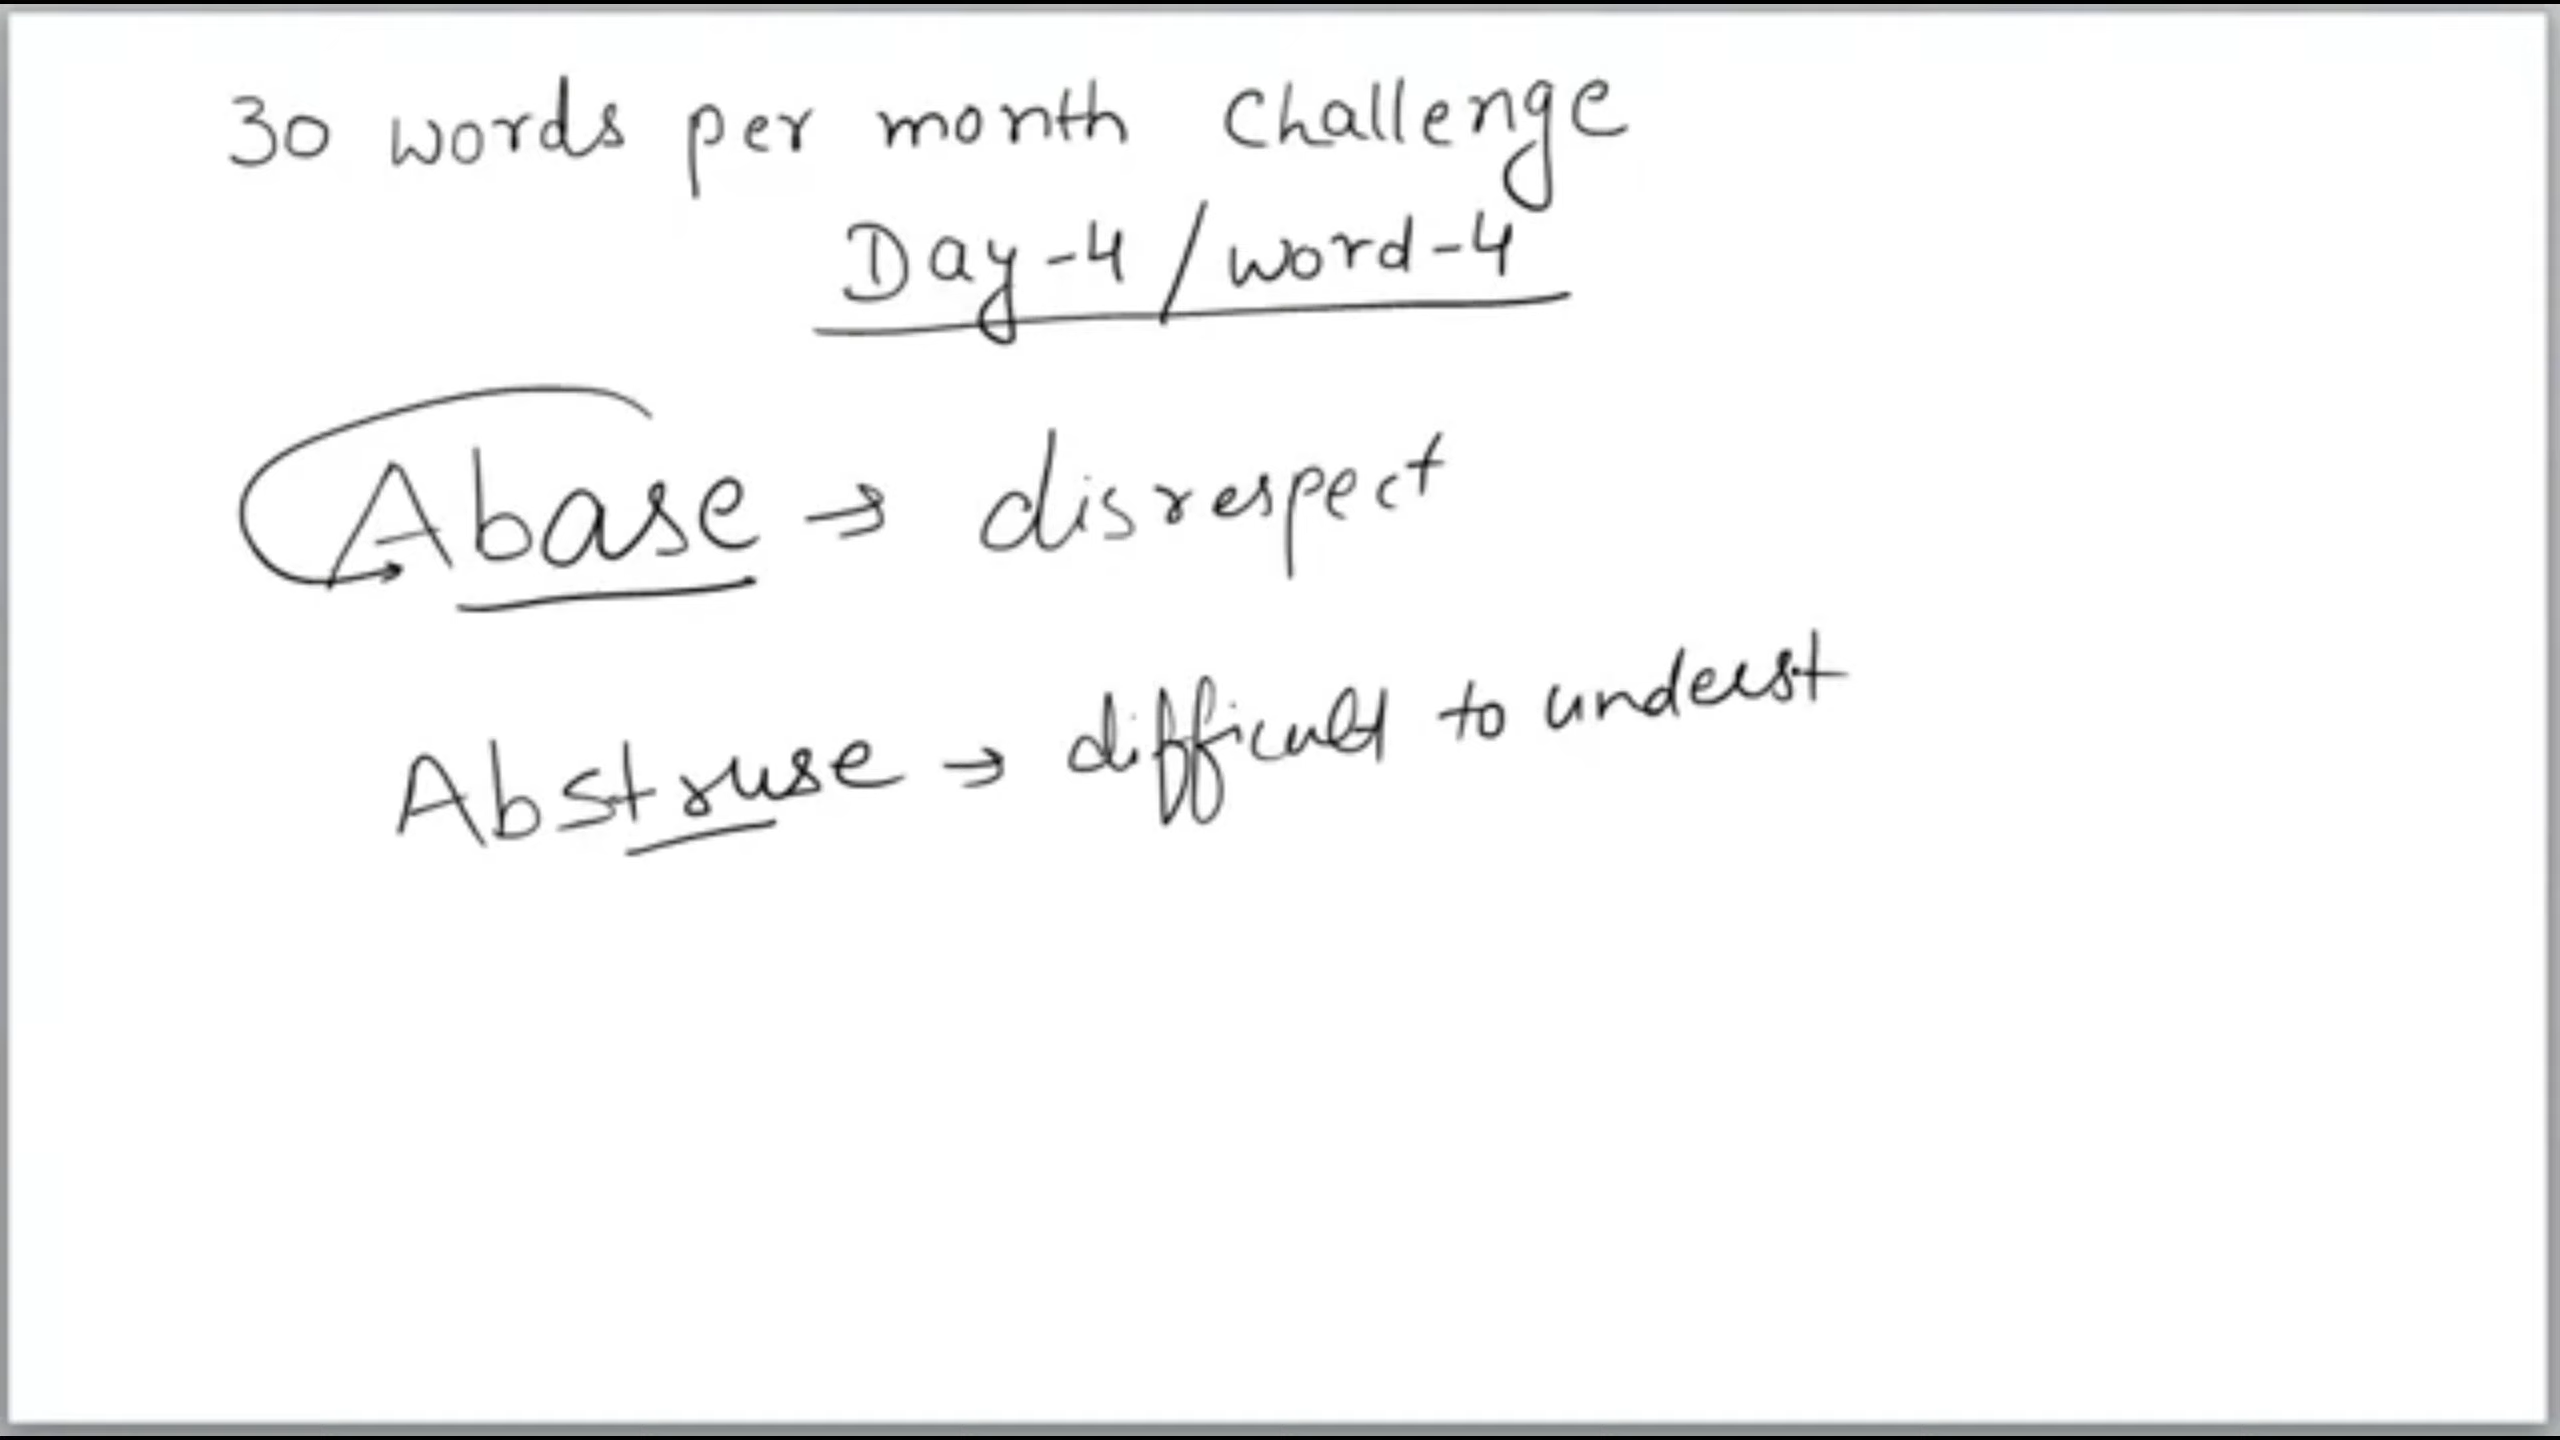 30 words per month Challenge
Day-4 / word-4
Abase → disrespect
Abstruse → difficult to underst